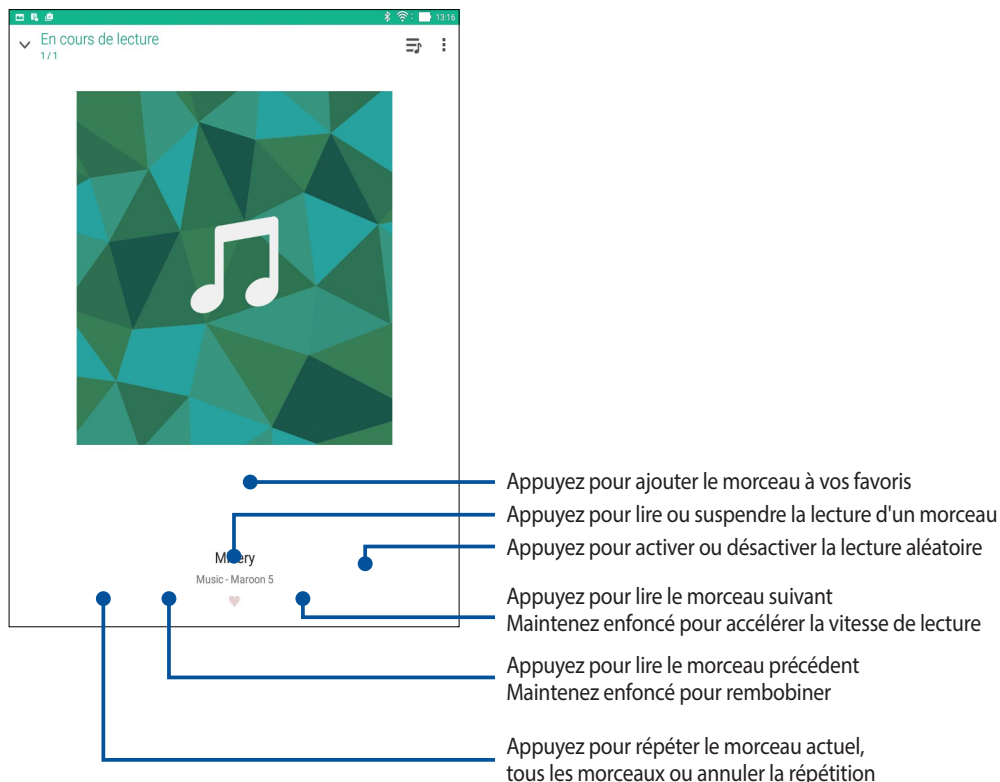 13:16
En cours de lecture
1 / 1
Appuyez pour ajouter le morceau à vos favoris
Appuyez pour lire ou suspendre la lecture d'un morceau
Appuyez pour activer ou désactiver la lecture aléatoire
Music - Maroon 5
Appuyez pour lire le morceau suivant
Maintenez enfoncé pour accélérer la vitesse de lecture
Appuyez pour lire le morceau précédent
Maintenez enfoncé pour rembobiner
Appuyez pour répéter le morceau actuel,
tous les morceaux ou annuler la répétition